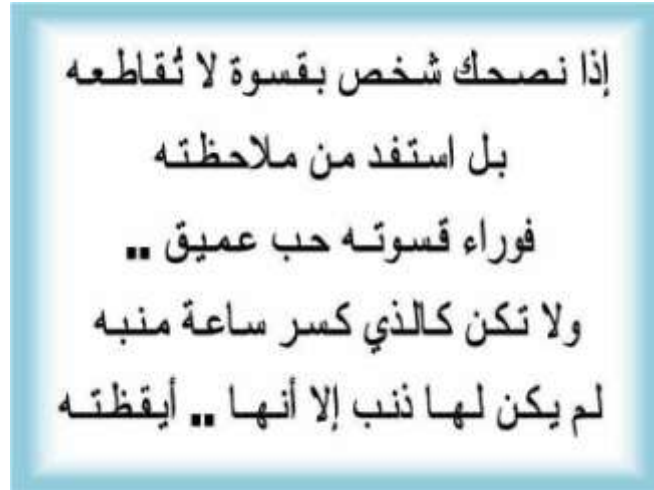 إذا نصحك شخص بقسوة لا تُقاطعه
بل استفد من ملاحظته
فوراء قسوته حب عميق ..
ولا تكن كالذي كسر ساعة منبه
لم يكن لها ذنب إلا أنها .. أيقظته